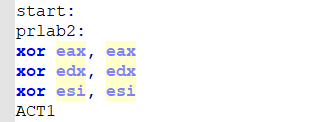 start:
prlab2:
xor eax, eax
xor edx, edx
xor esi, esi
ACT1